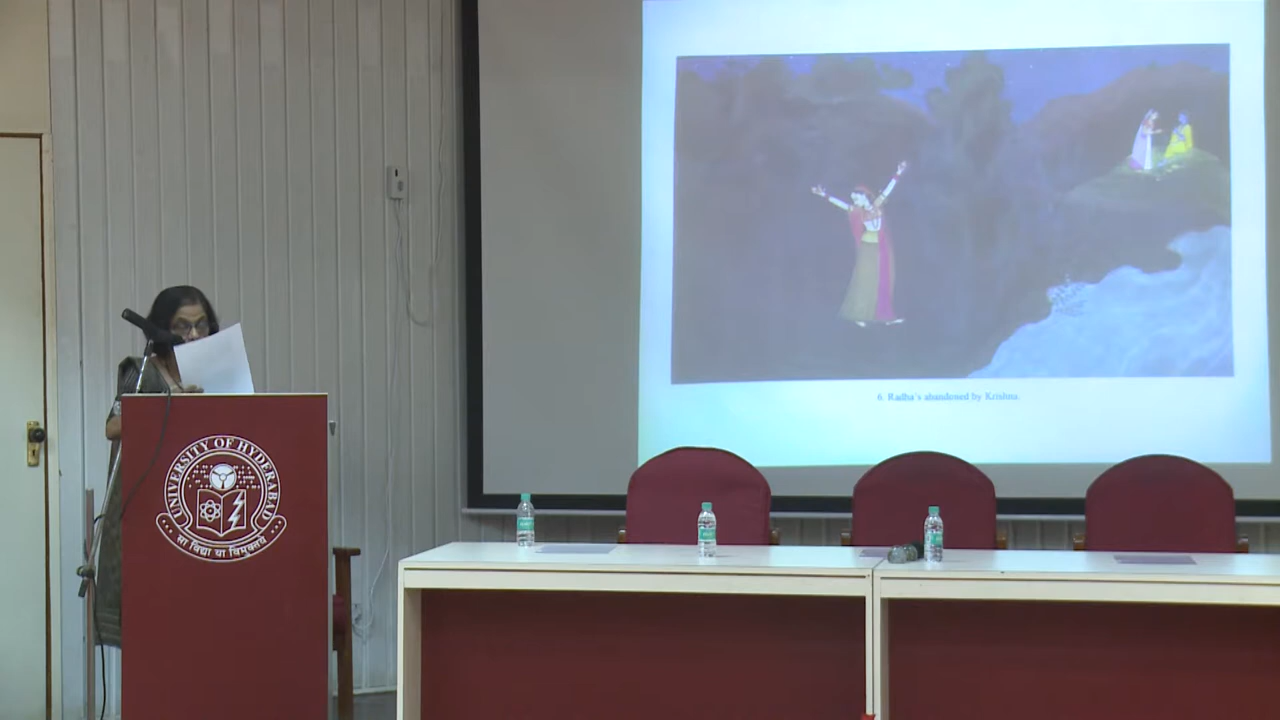 6. Radha's abandoned by Krishna.
UNIVERSITY OF HYDERABAD
सा विद्या या विमुक्तये